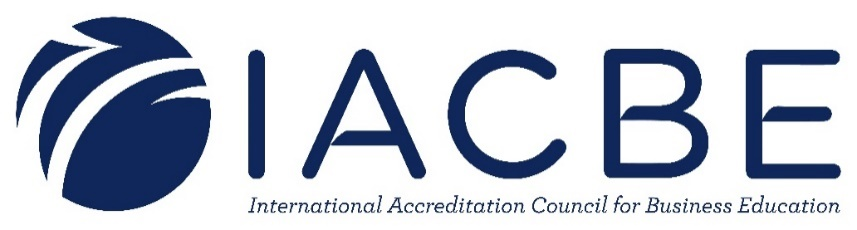 IACBE
International Accreditation Council for Business Education